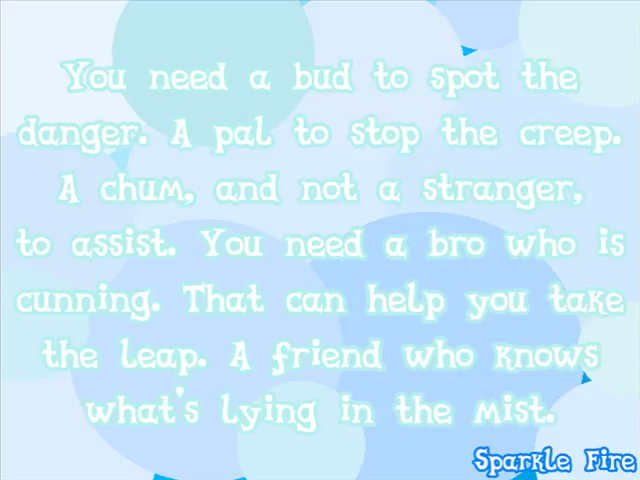 You need a bud to spot the
danger. A pal to stop the creep.
A chum, and not a stranger,
to assist. You need a bro who is
cunning. That can help you take
the leap. A friend who knows
what's lying in the mist.
Sparkle Fire